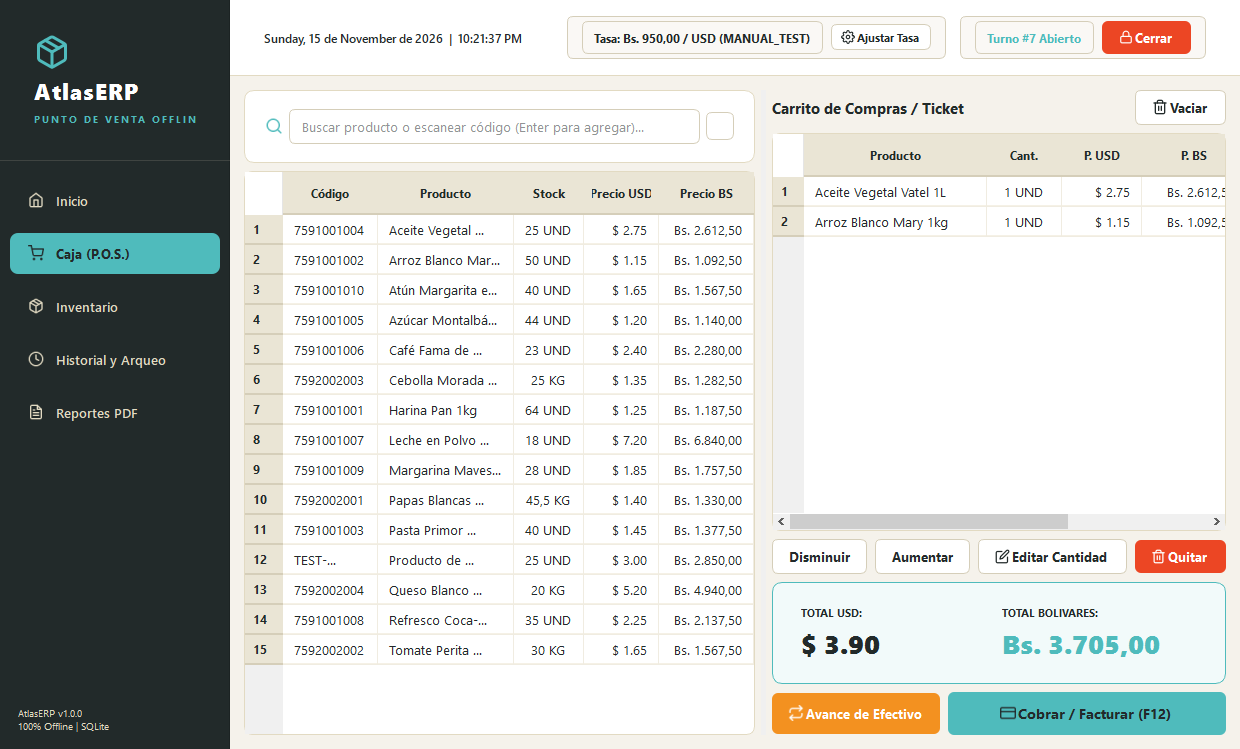 AtlasERP
PUNTO DE VENTA OFFLIN
Inicio
Caja (P.O.S.)
Inventario
Historial y Arqueo
Reportes PDF
AtlasERP v1.0.0
100% Offline | SQLite
Sunday, 15 de November de 2026 | 10:21:37 PM
Tasa: Bs. 950,00 / USD (MANUAL_TEST)
Ajustar Tasa
Turno #7 Abierto
Cerrar
Buscar producto o escanear código (Enter para agregar)...
Código Producto Stock Precio USD Precio BS
1 7591001004 Aceite Vegetal ... 25 UND $ 2.75 Bs. 2.612,50
2 7591001002 Arroz Blanco Mar... 50 UND $ 1.15 Bs. 1.092,50
3 7591001010 Atún Margarita e... 40 UND $ 1.65 Bs. 1.567,50
4 7591001005 Azúcar Montalbá... 44 UND $ 1.20 Bs. 1.140,00
5 7591001006 Café Fama de ... 23 UND $ 2.40 Bs. 2.280,00
6 7592002003 Cebolla Morada ... 25 KG $ 1.35 Bs. 1.282,50
7 7591001001 Harina Pan 1kg 64 UND $ 1.25 Bs. 1.187,50
8 7591001007 Leche en Polvo ... 18 UND $ 7.20 Bs. 6.840,00
9 7591001009 Margarina Maves... 28 UND $ 1.85 Bs. 1.757,50
10 7592002001 Papas Blancas ... 45,5 KG $ 1.40 Bs. 1.330,00
11 7591001003 Pasta Primor ... 40 UND $ 1.45 Bs. 1.377,50
12 TEST-... Producto de ... 25 UND $ 3.00 Bs. 2.850,00
13 7592002004 Queso Blanco ... 20 KG $ 5.20 Bs. 4.940,00
14 7591001008 Refresco Coca-... 35 UND $ 2.25 Bs. 2.137,50
15 7592002002 Tomate Perita ... 30 KG $ 1.65 Bs. 1.567,50
Carrito de Compras / Ticket
Vaciar
Producto Cant. P. USD P. BS
1 Aceite Vegetal Vatel 1L 1 UND $ 2.75 Bs. 2.612,5
2 Arroz Blanco Mary 1kg 1 UND $ 1.15 Bs. 1.092,5
Disminuir
Aumentar
Editar Cantidad
Quitar
TOTAL USD: TOTAL BOLIVARES:
$ 3.90 Bs. 3.705,00
Avance de Efectivo
Cobrar / Facturar (F12)